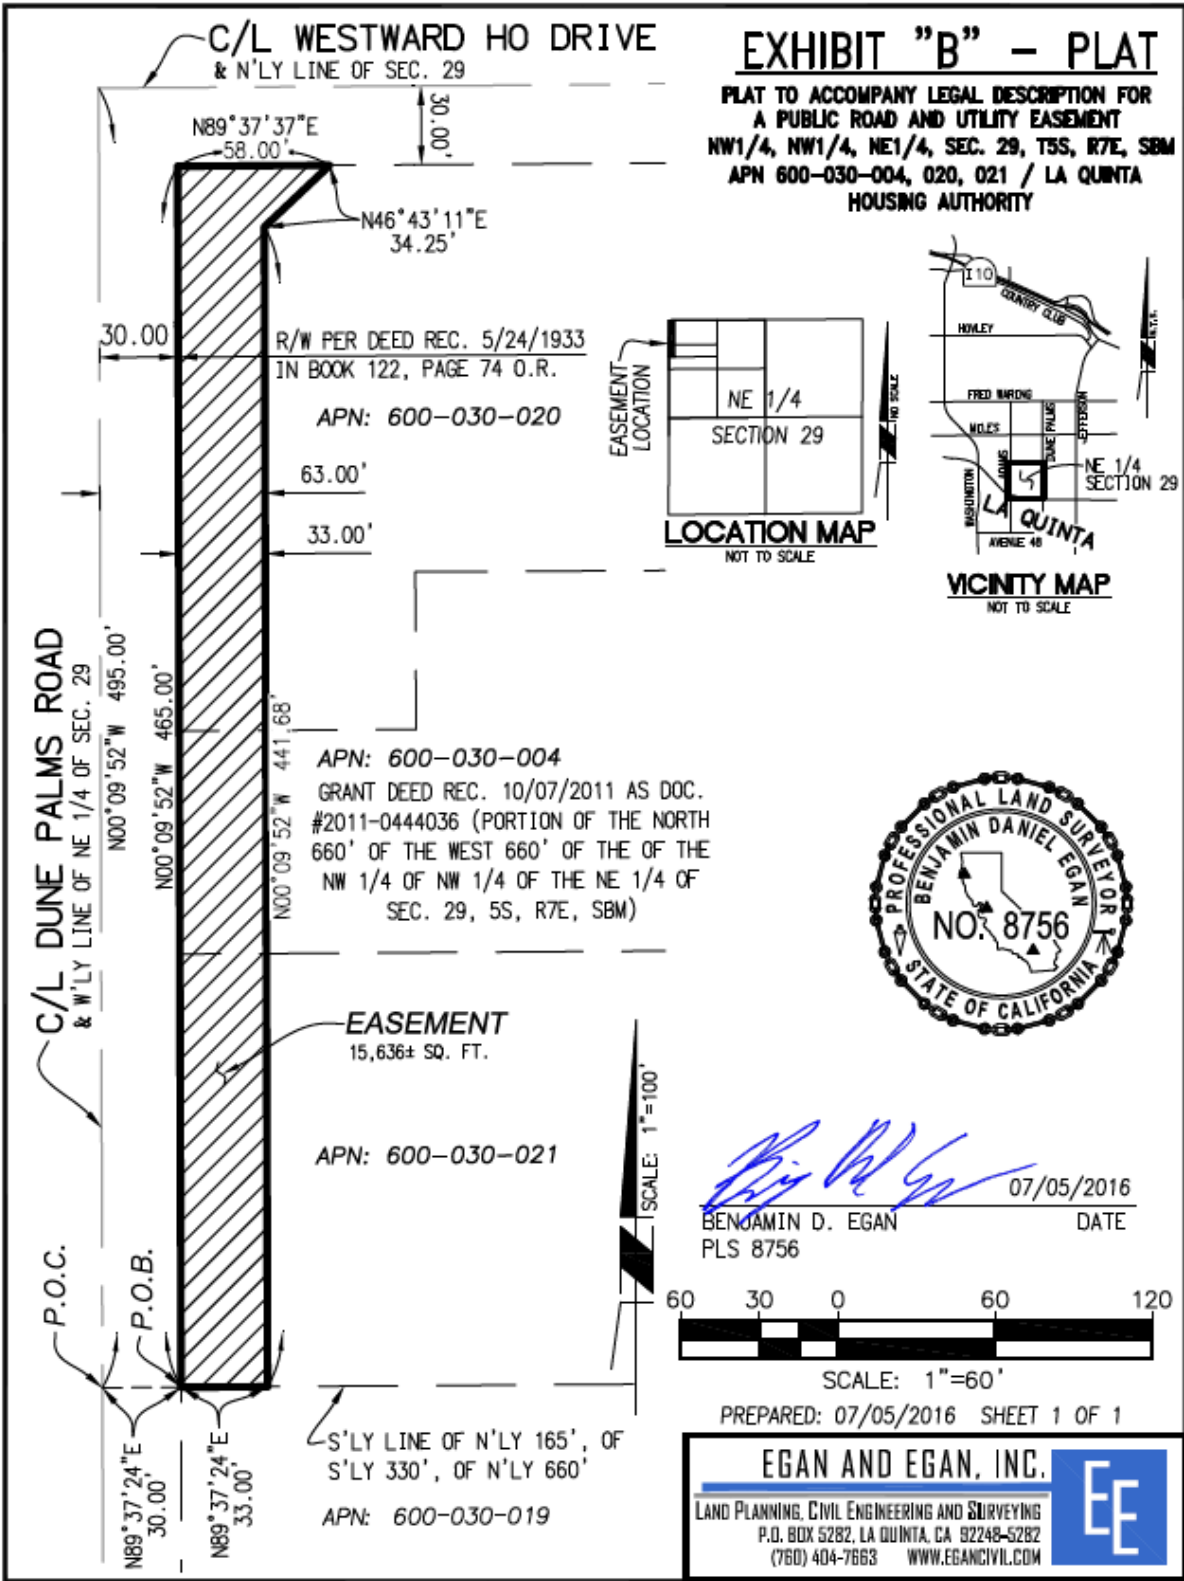 C/L WESTWARD HO DRIVE
& N'LY LINE OF SEC. 29
EXHIBIT "B" - PLAT
PLAT TO ACCOMPANY LEGAL DESCRIPTION FOR
A PUBLIC ROAD AND UTILITY EASEMENT
NW1/4, NW1/4, NE1/4, SEC. 29, T5S, R7E, SBM
APN 600-030-004, 020, 021 / LA QUINTA
HOUSING AUTHORITY
30.00'
N89°37'37"E
58.00'
N46°43'11"E
34.25'
30.00'
R/W PER DEED REC. 5/24/1933
IN BOOK 122, PAGE 74 O.R.
APN: 600-030-020
63.00'
33.00'
EASEMENT
LOCATION
NE 1/4
SECTION 29
NO SCALE
LOCATION MAP
NOT TO SCALE
I10
COUNTRY CLUB
HOVLEY
N.T.S.
FRED WARING
MILES
WASHINGTON
ADAMS
DUNE PALMS
JEFFERSON
NE 1/4
SECTION 29
LA QUINTA
AVENUE 48
VICINITY MAP
NOT TO SCALE
C/L DUNE PALMS ROAD
& W'LY LINE OF NE 1/4 OF SEC. 29
N00°09'52"W 495.00'
N00°09'52"W 465.00'
N00°09'52"W 441.68'
APN: 600-030-004
GRANT DEED REC. 10/07/2011 AS DOC.
#2011-0444036 (PORTION OF THE NORTH
660' OF THE WEST 660' OF THE OF THE
NW 1/4 OF NW 1/4 OF THE NE 1/4 OF
SEC. 29, 5S, R7E, SBM)
PROFESSIONAL LAND SURVEYOR
BENJAMIN DANIEL EGAN
NO. 8756
STATE OF CALIFORNIA
EASEMENT
15,636± SQ. FT.
APN: 600-030-021
SCALE: 1"=100'
07/05/2016
BENJAMIN D. EGAN DATE
PLS 8756
P.O.C.
P.O.B.
60 30 0 60 120
SCALE: 1"=60'
PREPARED: 07/05/2016 SHEET 1 OF 1
N89°37'24"E
30.00'
N89°37'24"E
33.00'
S'LY LINE OF N'LY 165', OF
S'LY 330', OF N'LY 660'
APN: 600-030-019
EGAN AND EGAN, INC.
LAND PLANNING, CIVIL ENGINEERING AND SURVEYING
P.O. BOX 5282, LA QUINTA, CA 92248-5282
(760) 404-7663 WWW.EGANCIVIL.COM
EE